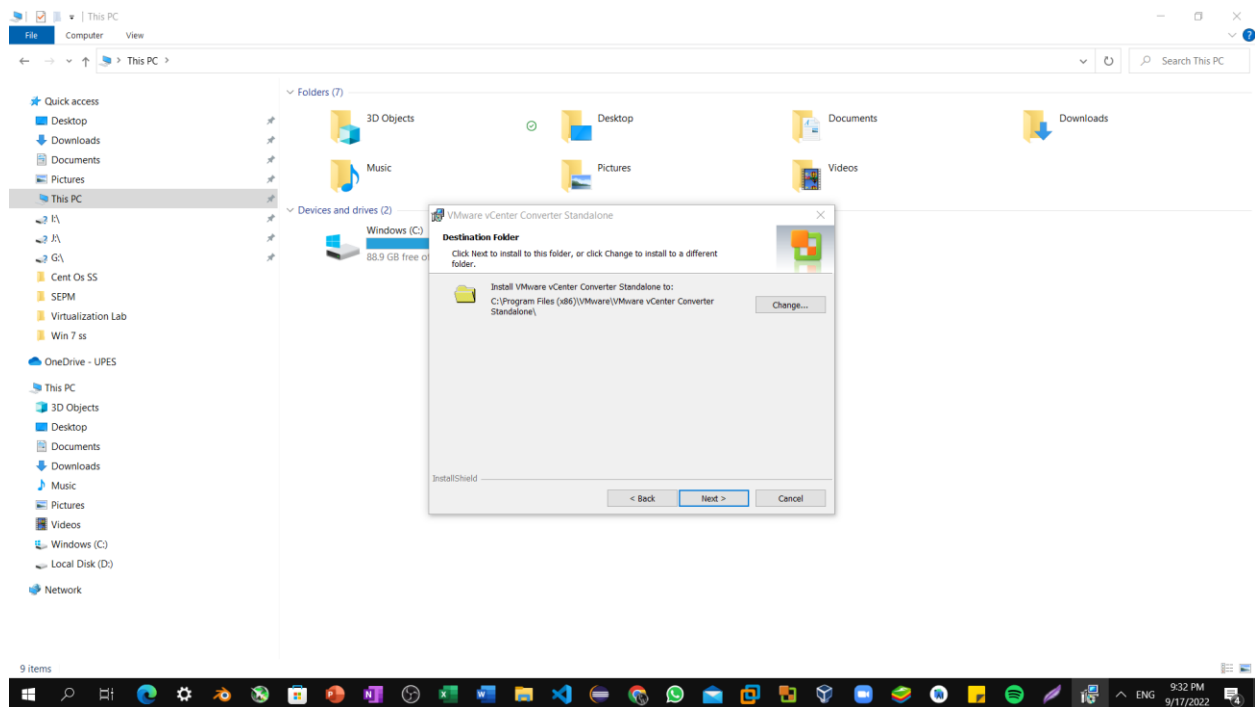 This PC
File Computer View
This PC
Search This PC
Quick access
Desktop
Downloads
Documents
Pictures
This PC
I:\
J:\
G:\
Cent Os SS
SEPM
Virtualization Lab
Win 7 ss
OneDrive - UPES
This PC
3D Objects
Desktop
Documents
Downloads
Music
Pictures
Videos
Windows (C:)
Local Disk (D:)
Network
Folders (7)
3D Objects
Desktop
Documents
Downloads
Music
Pictures
Videos
Devices and drives (2)
Windows (C:)
88.9 GB free of
VMware vCenter Converter Standalone
Destination Folder
Click Next to install to this folder, or click Change to install to a different
folder.
Install VMware vCenter Converter Standalone to:
C:\Program Files (x86)\VMware\VMware vCenter Converter
Standalone\
Change...
InstallShield
< Back Next > Cancel
9 items
ENG
9:32 PM
9/17/2022
4